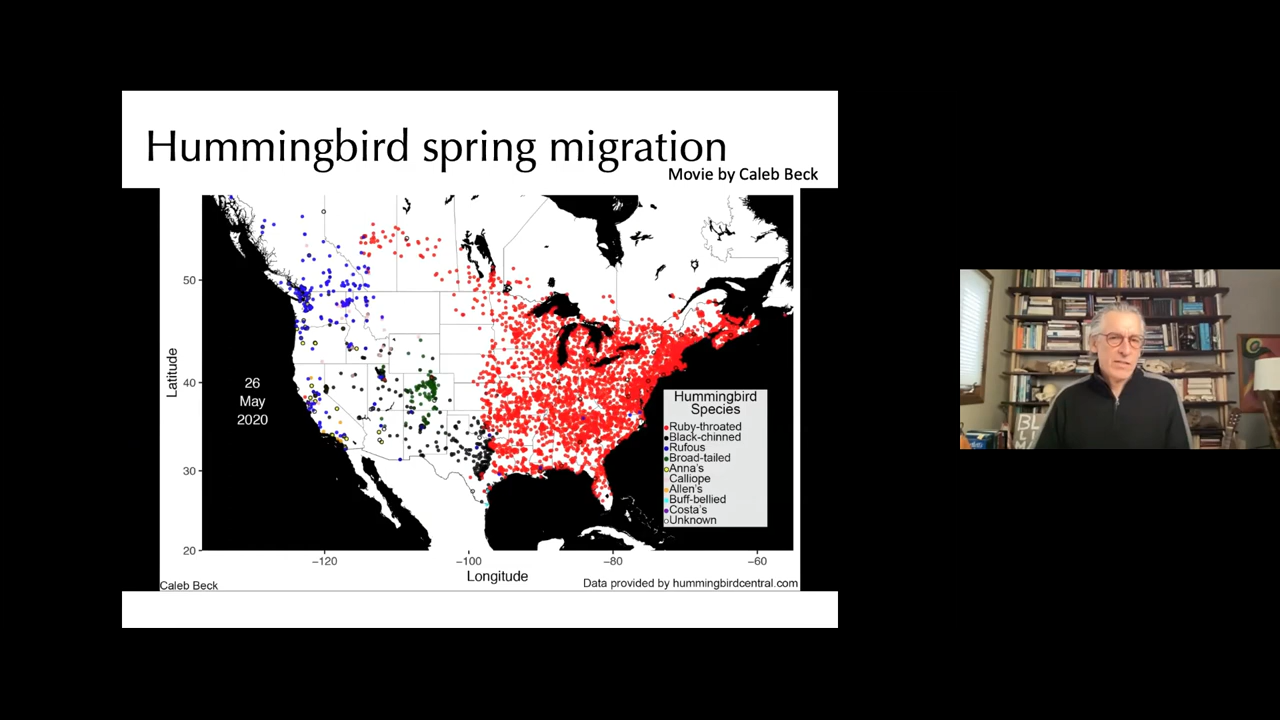 Hummingbird spring migration
Movie by Caleb Beck
50
40
30
20
Latitude
26
May
2020
Hummingbird
Species
Ruby-throated
Black-chinned
Rufous
Broad-tailed
Anna's
Calliope
Allen's
Buff-bellied
Costa's
Unknown
−120
−100
−80
−60
Longitude
Caleb Beck
Data provided by hummingbirdcentral.com